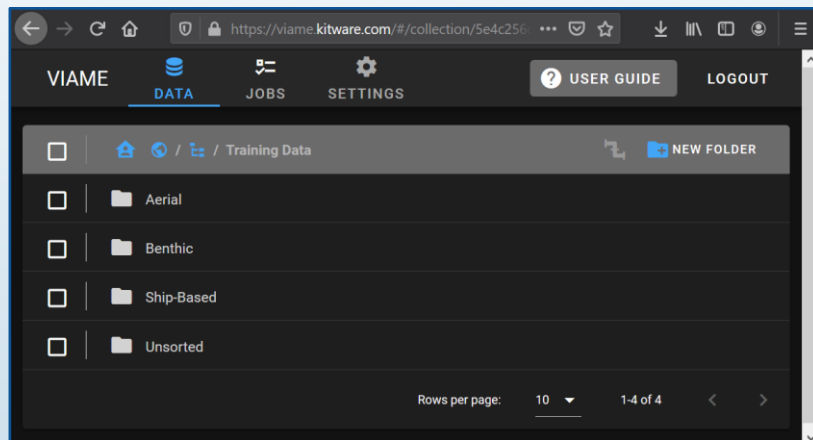 https://viame.kitware.com/#/collection/5e4c256
VIAME
DATA
JOBS
SETTINGS
? USER GUIDE
LOGOUT
/ / Training Data
NEW FOLDER
Aerial
Benthic
Ship-Based
Unsorted
Rows per page: 10 1-4 of 4